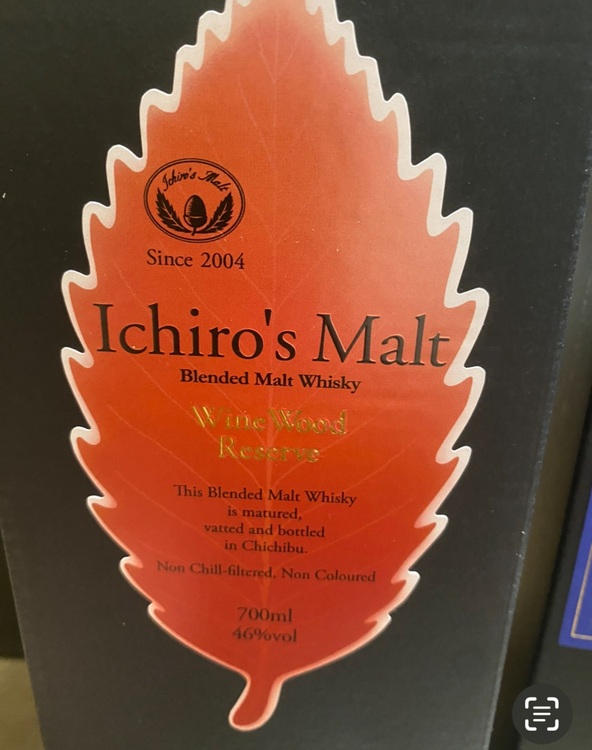 Ichiro's Malt
Since 2004
Ichiro's Malt
Blended Malt Whisky
Wine Wood
Reserve
This Blended Malt Whisky
is matured,
vatted and bottled
in Chichibu.
Non Chill-filtered, Non Coloured
700ml
46%vol